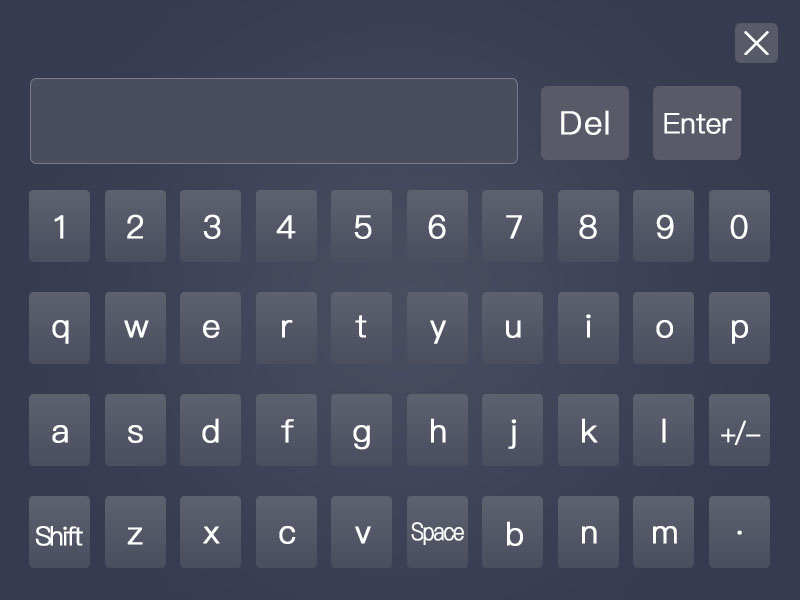 ×
Del Enter
1 2 3 4 5 6 7 8 9 0
q w e r t y u i o p
a s d f g h j k l +/−
Shift z x c v Space b n m ·